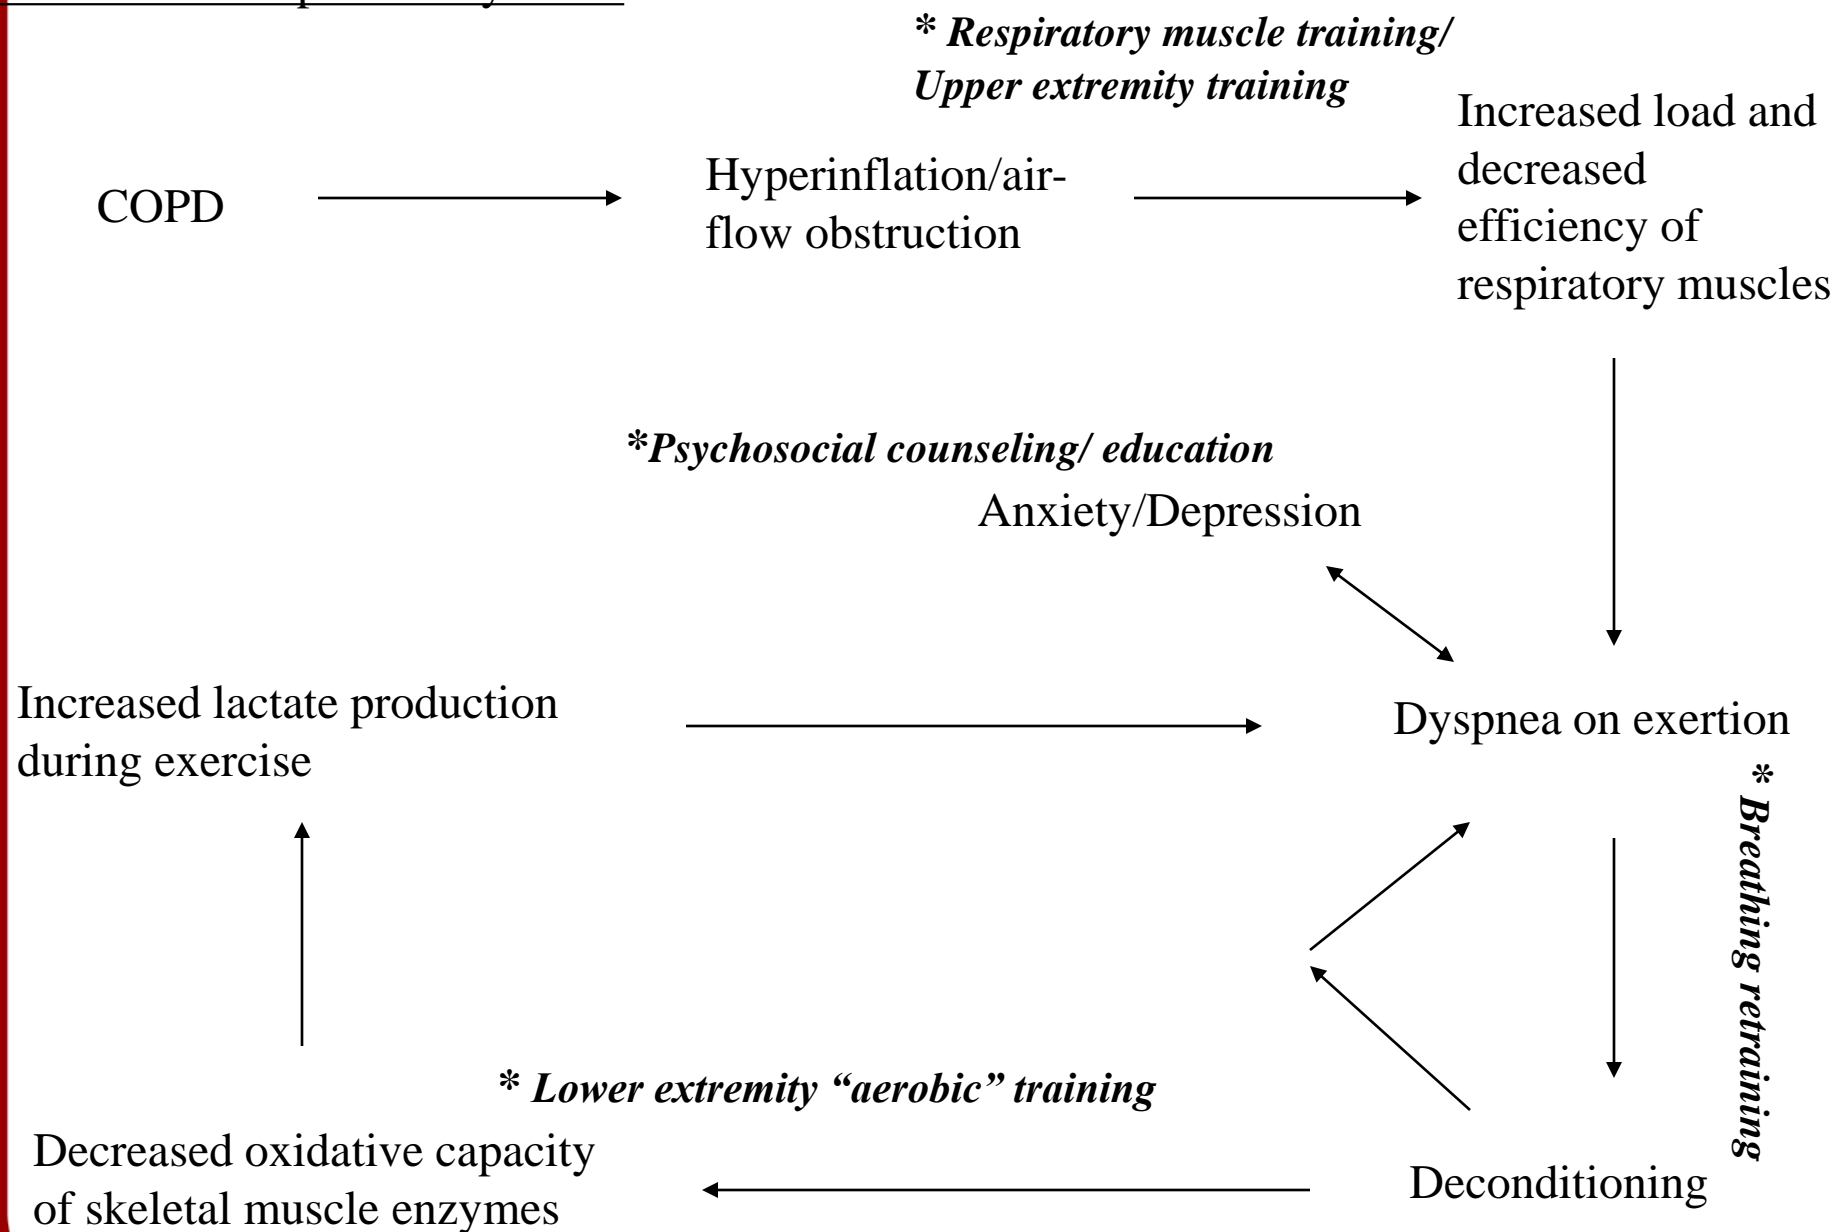 * Respiratory muscle training/
Upper extremity training
COPD
Hyperinflation/air-
flow obstruction
Increased load and
decreased
efficiency of
respiratory muscles
*Psychosocial counseling/ education
Anxiety/Depression
Increased lactate production
during exercise
Dyspnea on exertion
* Breathing retraining
* Lower extremity “aerobic” training
Decreased oxidative capacity
of skeletal muscle enzymes
Deconditioning